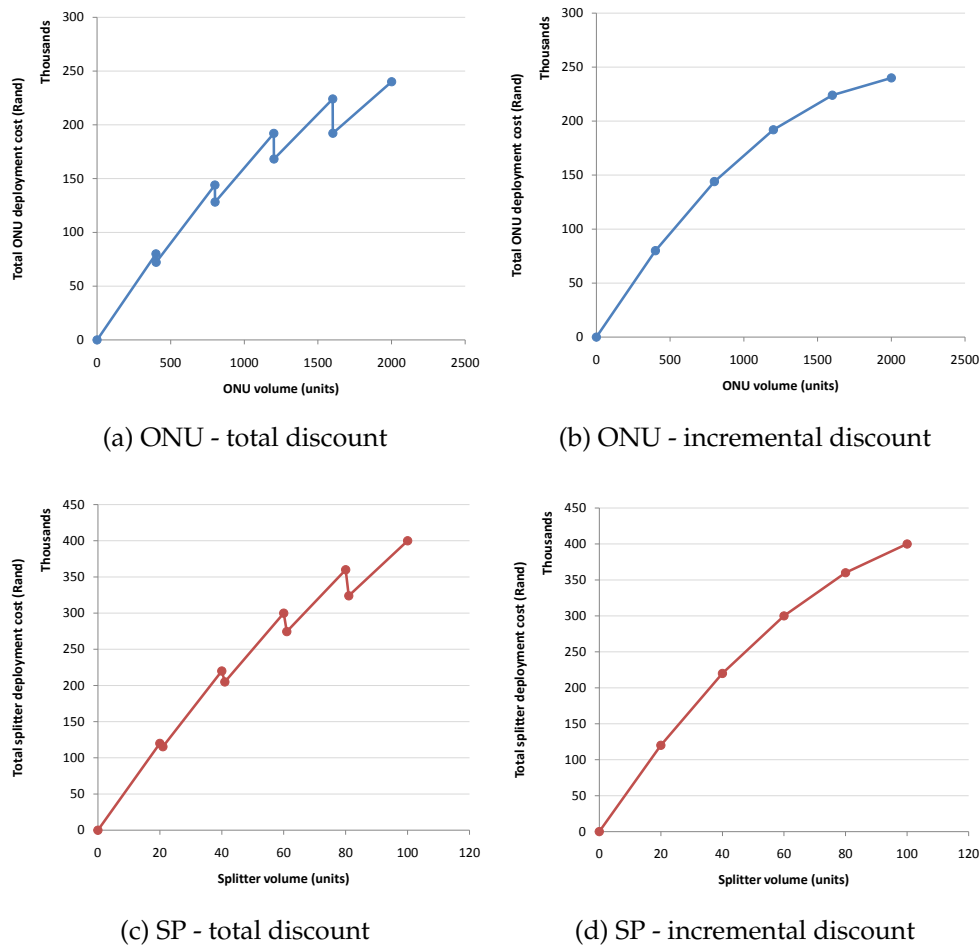 Total ONU deployment cost (Rand)
Thousands
300
250
200
150
100
50
0
0 500 1000 1500 2000 2500
ONU volume (units)
(a) ONU - total discount
Total ONU deployment cost (Rand)
Thousands
300
250
200
150
100
50
0
0 500 1000 1500 2000 2500
ONU volume (units)
(b) ONU - incremental discount
Total splitter deployment cost (Rand)
Thousands
450
400
350
300
250
200
150
100
50
0
0 20 40 60 80 100 120
Splitter volume (units)
(c) SP - total discount
Total splitter deployment cost (Rand)
Thousands
450
400
350
300
250
200
150
100
50
0
0 20 40 60 80 100 120
Splitter volume (units)
(d) SP - incremental discount